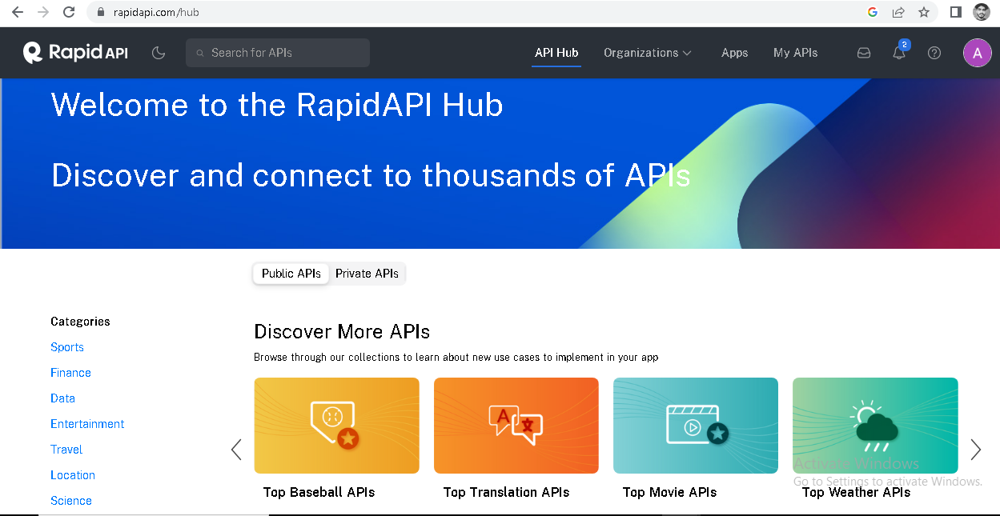 rapidapi.com/hub
Rapid API
Search for APIs
API Hub
Organizations
Apps
My APIs
2
A
Welcome to the RapidAPI Hub
Discover and connect to thousands of APIs
Public APIs
Private APIs
Categories
Sports
Finance
Data
Entertainment
Travel
Location
Science
Discover More APIs
Browse through our collections to learn about new use cases to implement in your app
Top Baseball APIs
Top Translation APIs
Top Movie APIs
Top Weather APIs
Activate Windows
Go to Settings to activate Windows.